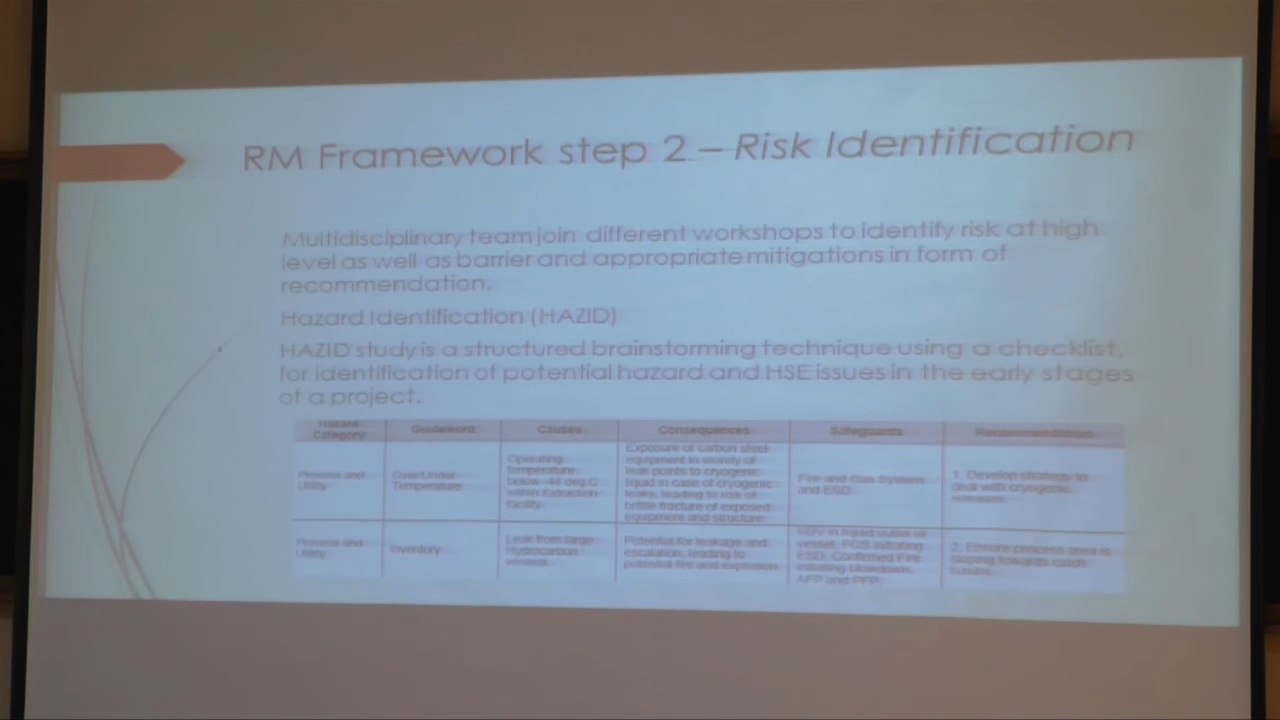 RM Framework step 2 – Risk Identification
Multidisciplinary team join different workshops to identify risk at high
level as well as barrier and appropriate mitigations in form of
recommendation.
Hazard Identification (HAZID)
HAZID study is a structured brainstorming technique using a checklist,
for identification of potential hazard and HSE issues in the early stages
of a project.
Hazard
Category
Guideword
Causes
Consequences
Safeguards
Recommendation
Process and
Utility
Over/Under
Temperature
Operating
temperature
below -48 deg.C
within Extraction
facility.
Exposure of carbon steel
equipment in vicinity of
leak points to cryogenic
liquid in case of cryogenic
leaks, leading to risk of
brittle fracture of exposed
equipment and structure
Fire and Gas System
and ESD.
1. Develop strategy to
deal with cryogenic
releases.
Process and
Utility
Inventory
Leak from large
Hydrocarbon
vessels.
Potential for leakage and
escalation, leading to
potential fire and explosion
in liquid outlet of
vessel, FGS initiating
ESD, Confirmed Fire
initiating blowdown,
AFP and PFP.
2. Ensure process area is
sloping towards catch
basins.